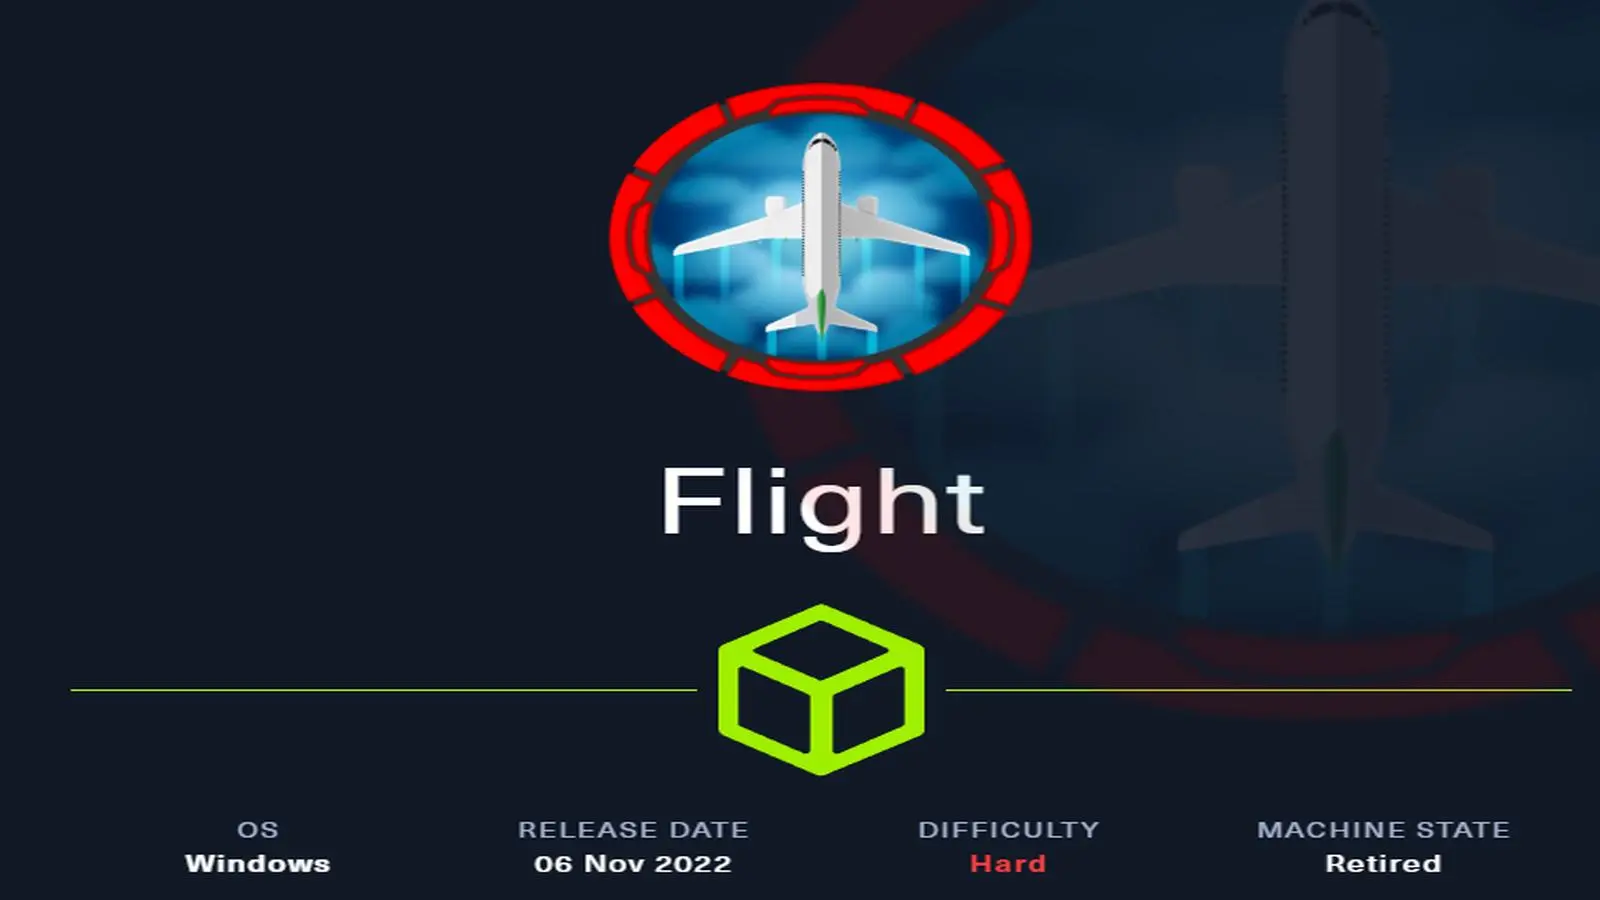 Flight
OS
Windows
RELEASE DATE
06 Nov 2022
DIFFICULTY
Hard
MACHINE STATE
Retired